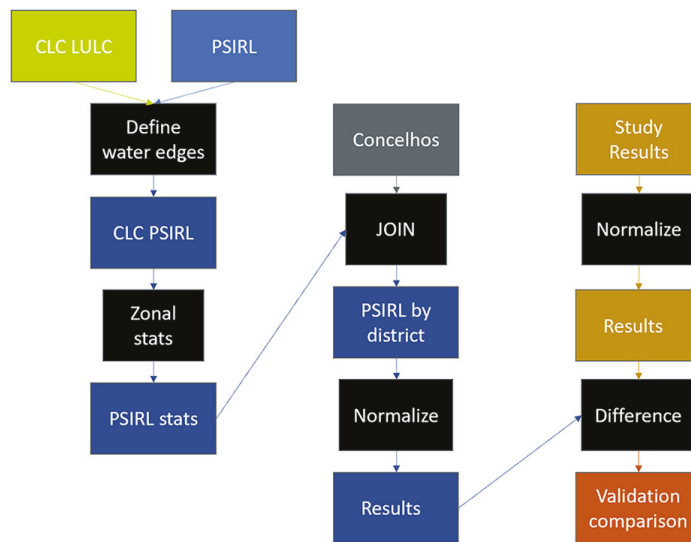 CLC LULC
PSIRL
Define
water edges
CLC PSIRL
Zonal
stats
PSIRL stats
Concelhos
JOIN
PSIRL by
district
Normalize
Results
Study
Results
Normalize
Results
Difference
Validation
comparison